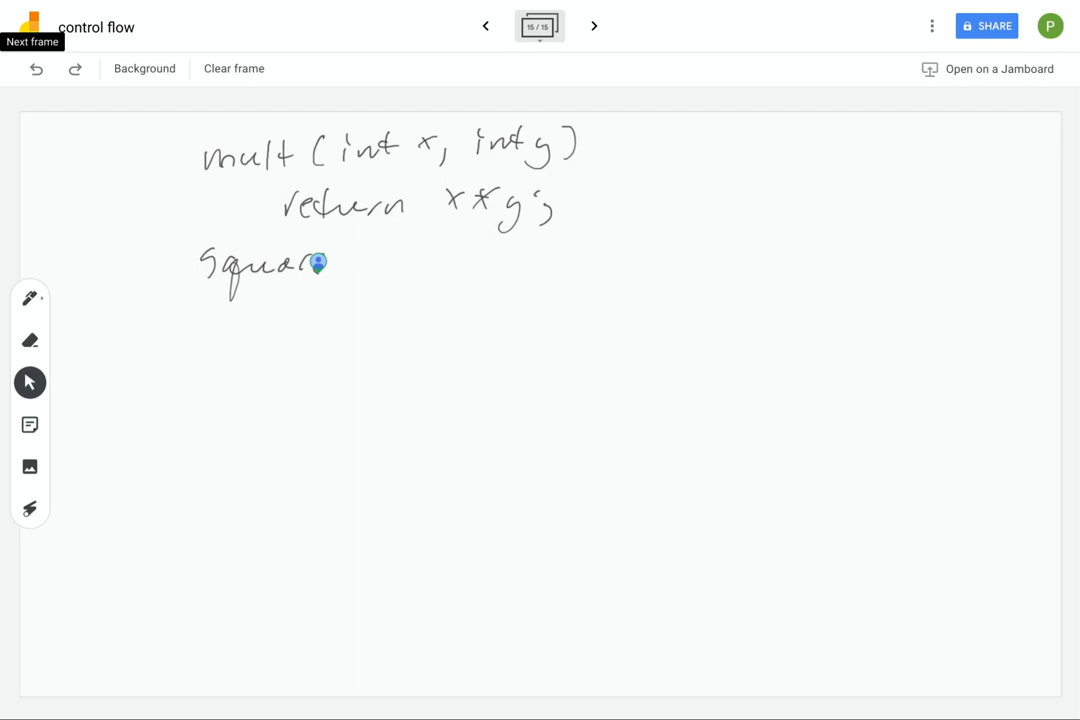 control flow
15 / 15
SHARE
P
Next frame
Background
Clear frame
Open on a Jamboard
mult (int x, int y)
return x*y;
squar